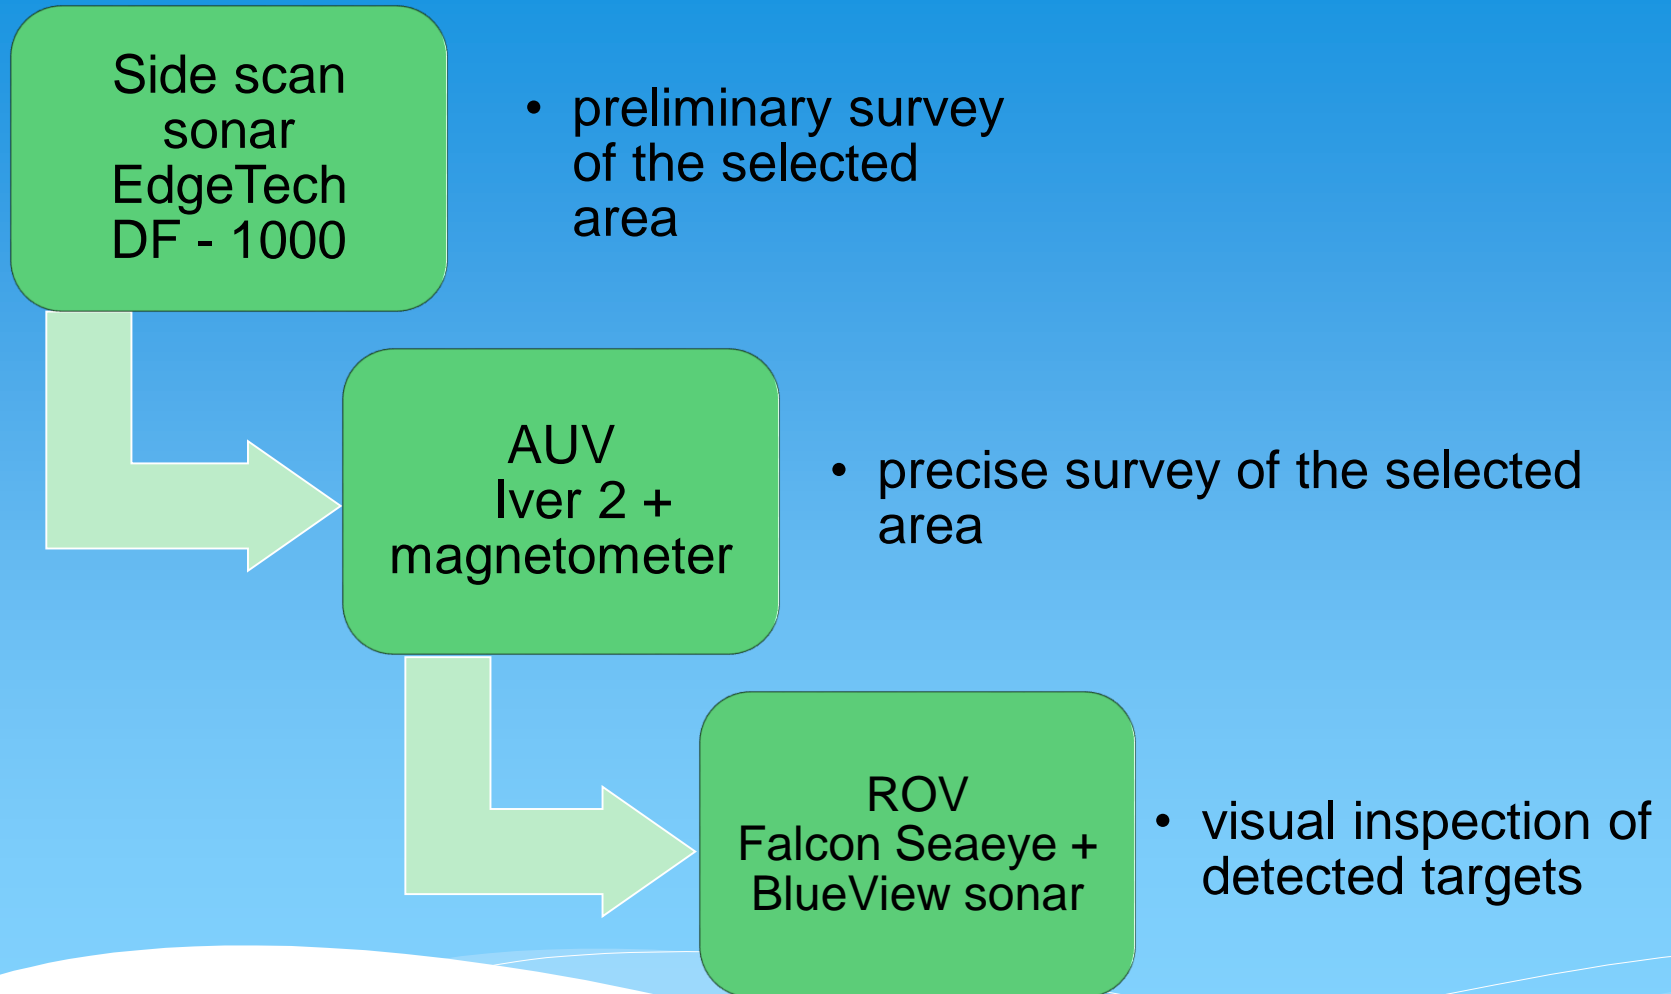 Side scan
sonar
EdgeTech
DF - 1000
• preliminary survey
of the selected
area
AUV
Iver 2 +
magnetometer
• precise survey of the selected
area
ROV
Falcon Seaeye +
BlueView sonar
• visual inspection of
detected targets